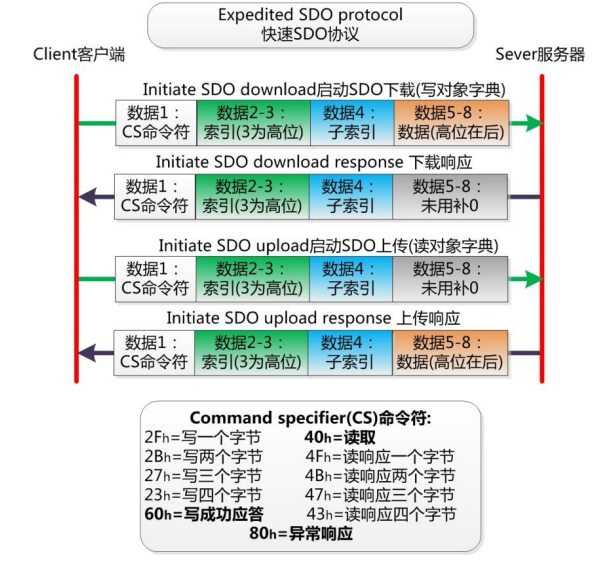 Expedited SDO protocol
快速SDO协议
Client客户端
Sever服务器
Initiate SDO download启动SDO下载(写对象字典)
数据1： 数据2-3： 数据4： 数据5-8：
CS命令符 索引(3为高位) 子索引 数据(高位在后)
Initiate SDO download response 下载响应
数据1： 数据2-3： 数据4： 数据5-8：
CS命令符 索引(3为高位) 子索引 未用补0
Initiate SDO upload启动SDO上传(读对象字典)
数据1： 数据2-3： 数据4： 数据5-8：
CS命令符 索引(3为高位) 子索引 未用补0
Initiate SDO upload response 上传响应
数据1： 数据2-3： 数据4： 数据5-8：
CS命令符 索引(3为高位) 子索引 数据(高位在后)
Command specifier(CS)命令符:
2Fh=写一个字节 40h=读取
2Bh=写两个字节 4Fh=读响应一个字节
27h=写三个字节 4Bh=读响应两个字节
23h=写四个字节 47h=读响应三个字节
60h=写成功应答 43h=读响应四个字节
80h=异常响应